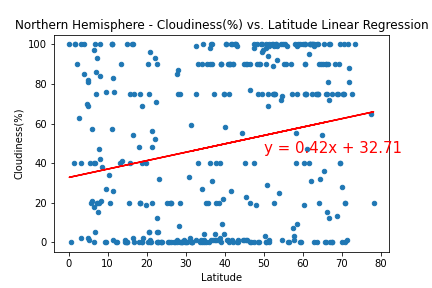 Northern Hemisphere - Cloudiness(%) vs. Latitude Linear Regression
100
80
60
40
20
0
Cloudiness(%)
y = 0.42x + 32.71
0 10 20 30 40 50 60 70 80
Latitude